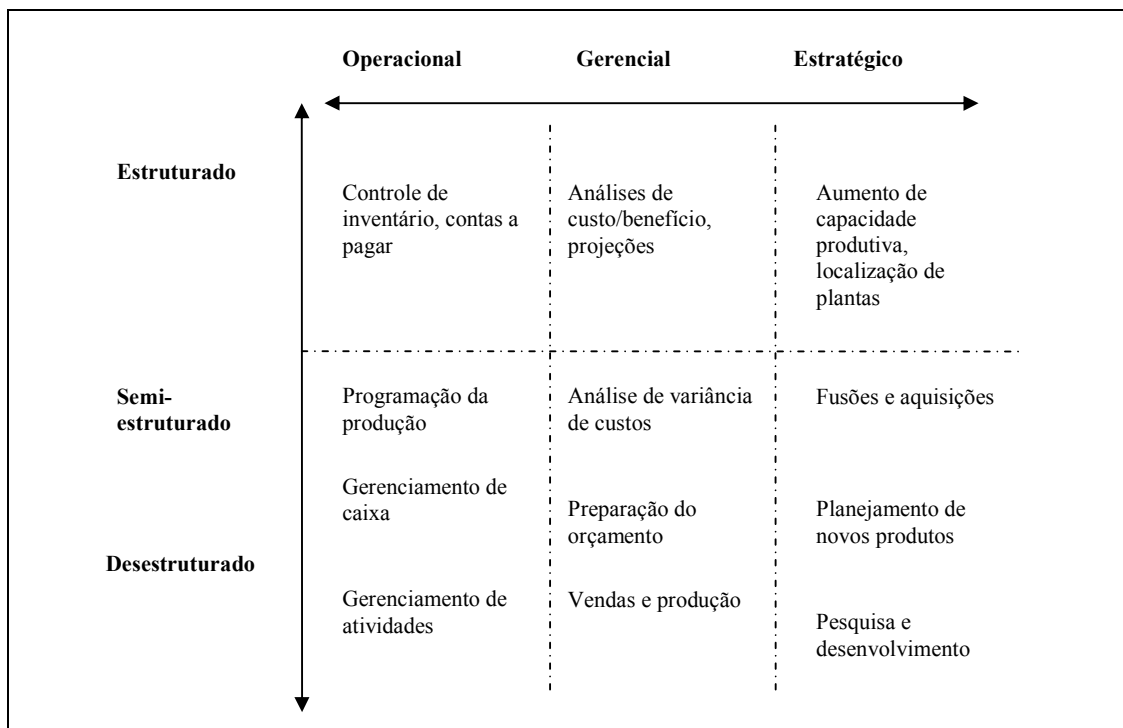 Operacional Gerencial Estratégico
Estruturado
Controle de
inventário, contas a
pagar
Análises de
custo/benefício,
projeções
Aumento de
capacidade
produtiva,
localização de
plantas
Semi-
estruturado
Programação da
produção
Análise de variância
de custos
Fusões e aquisições
Gerenciamento de
caixa
Preparação do
orçamento
Planejamento de
novos produtos
Desestruturado
Gerenciamento de
atividades
Vendas e produção
Pesquisa e
desenvolvimento